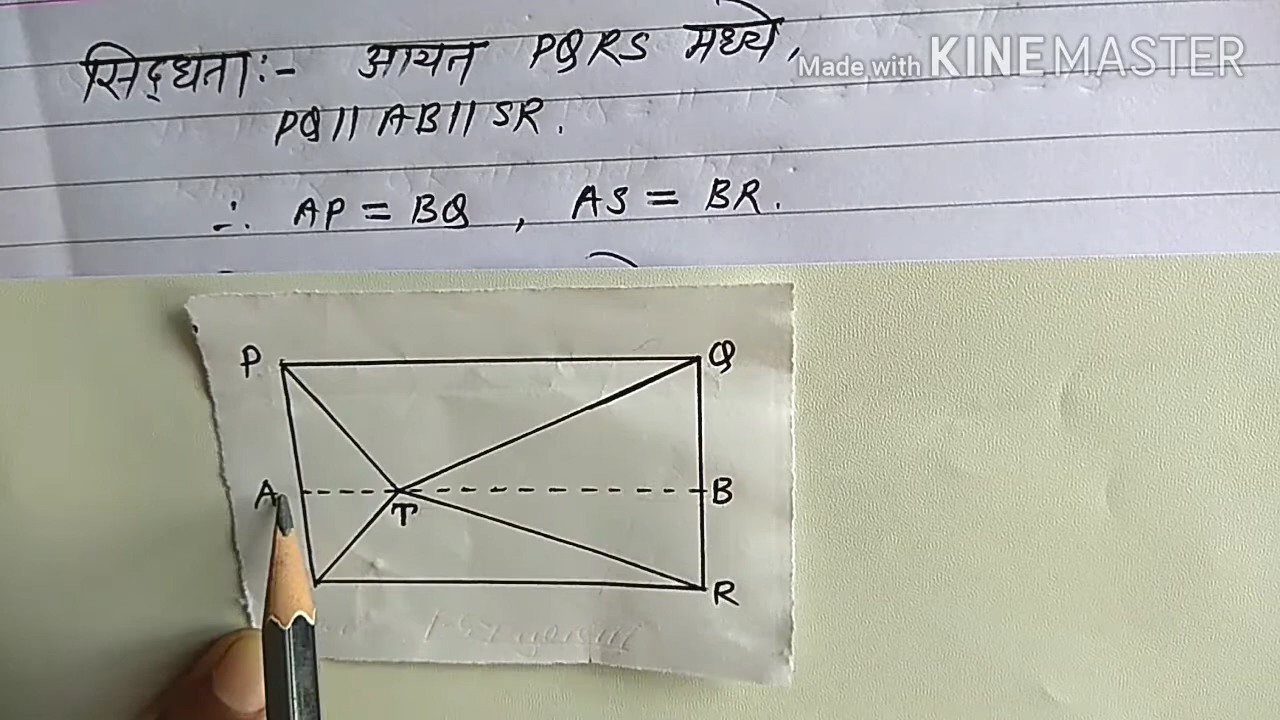 सिद्धता:- आयत PQRS मध्ये,
Made with KINEMASTER
PQ || AB || SR.
∴ AP = BQ , AS = BR.
P
Q
A
T
B
R